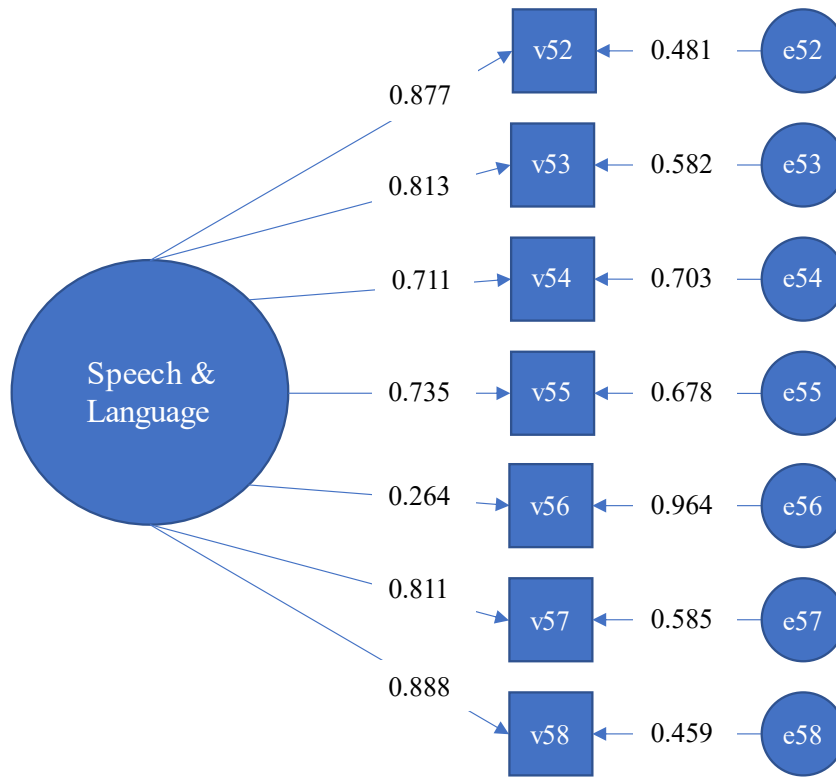 v52 0.481 e52
0.877
v53 0.582 e53
0.813
v54 0.703 e54
0.711
Speech &
Language
0.735 v55 0.678 e55
0.264 v56 0.964 e56
0.811 v57 0.585 e57
0.888 v58 0.459 e58